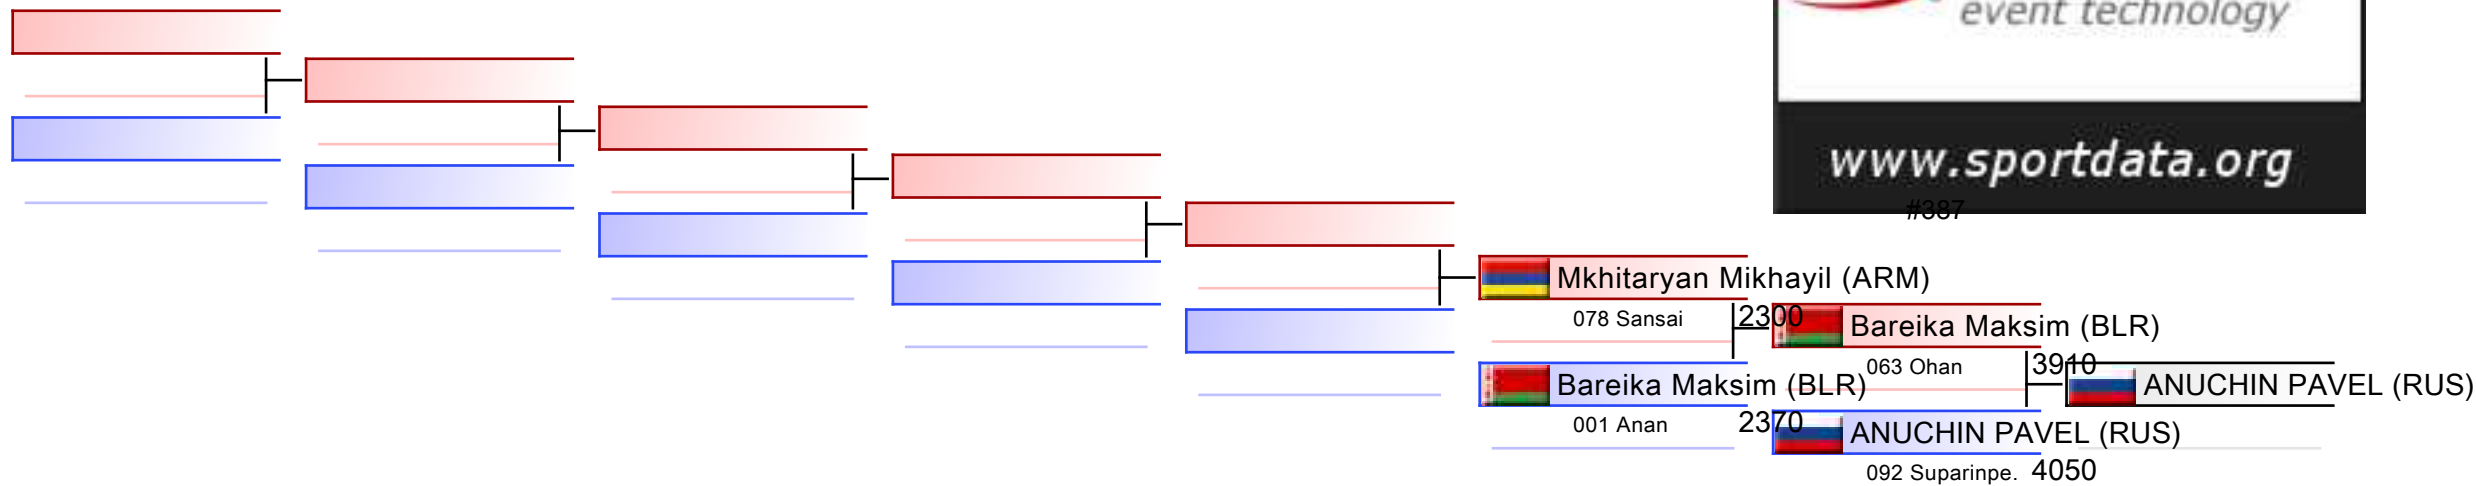 event technology
www.sportdata.org
#387
Mkhitaryan Mikhayil (ARM)
078 Sansai 2300
Bareika Maksim (BLR)
063 Ohan 3910
Bareika Maksim (BLR)
ANUCHIN PAVEL (RUS)
001 Anan 2370
ANUCHIN PAVEL (RUS)
092 Suparinpe. 4050